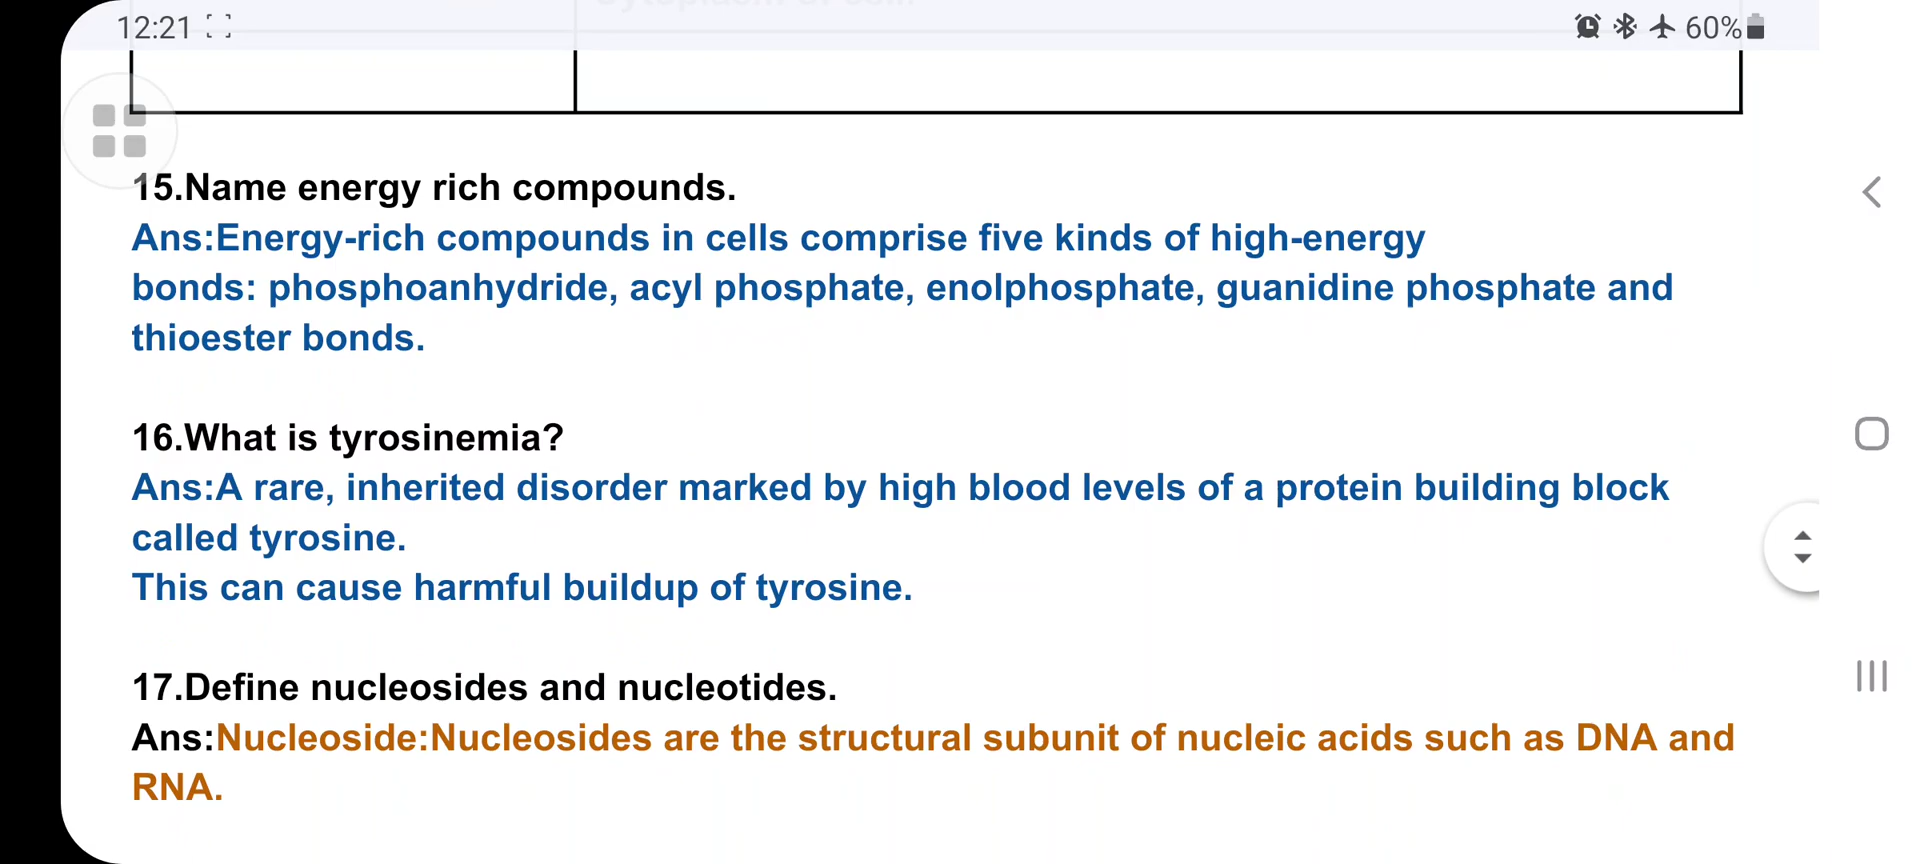 12:21
60%
15.Name energy rich compounds.
Ans:Energy-rich compounds in cells comprise five kinds of high-energy
bonds: phosphoanhydride, acyl phosphate, enolphosphate, guanidine phosphate and
thioester bonds.
16.What is tyrosinemia?
Ans:A rare, inherited disorder marked by high blood levels of a protein building block
called tyrosine.
This can cause harmful buildup of tyrosine.
17.Define nucleosides and nucleotides.
Ans:Nucleoside:Nucleosides are the structural subunit of nucleic acids such as DNA and
RNA.